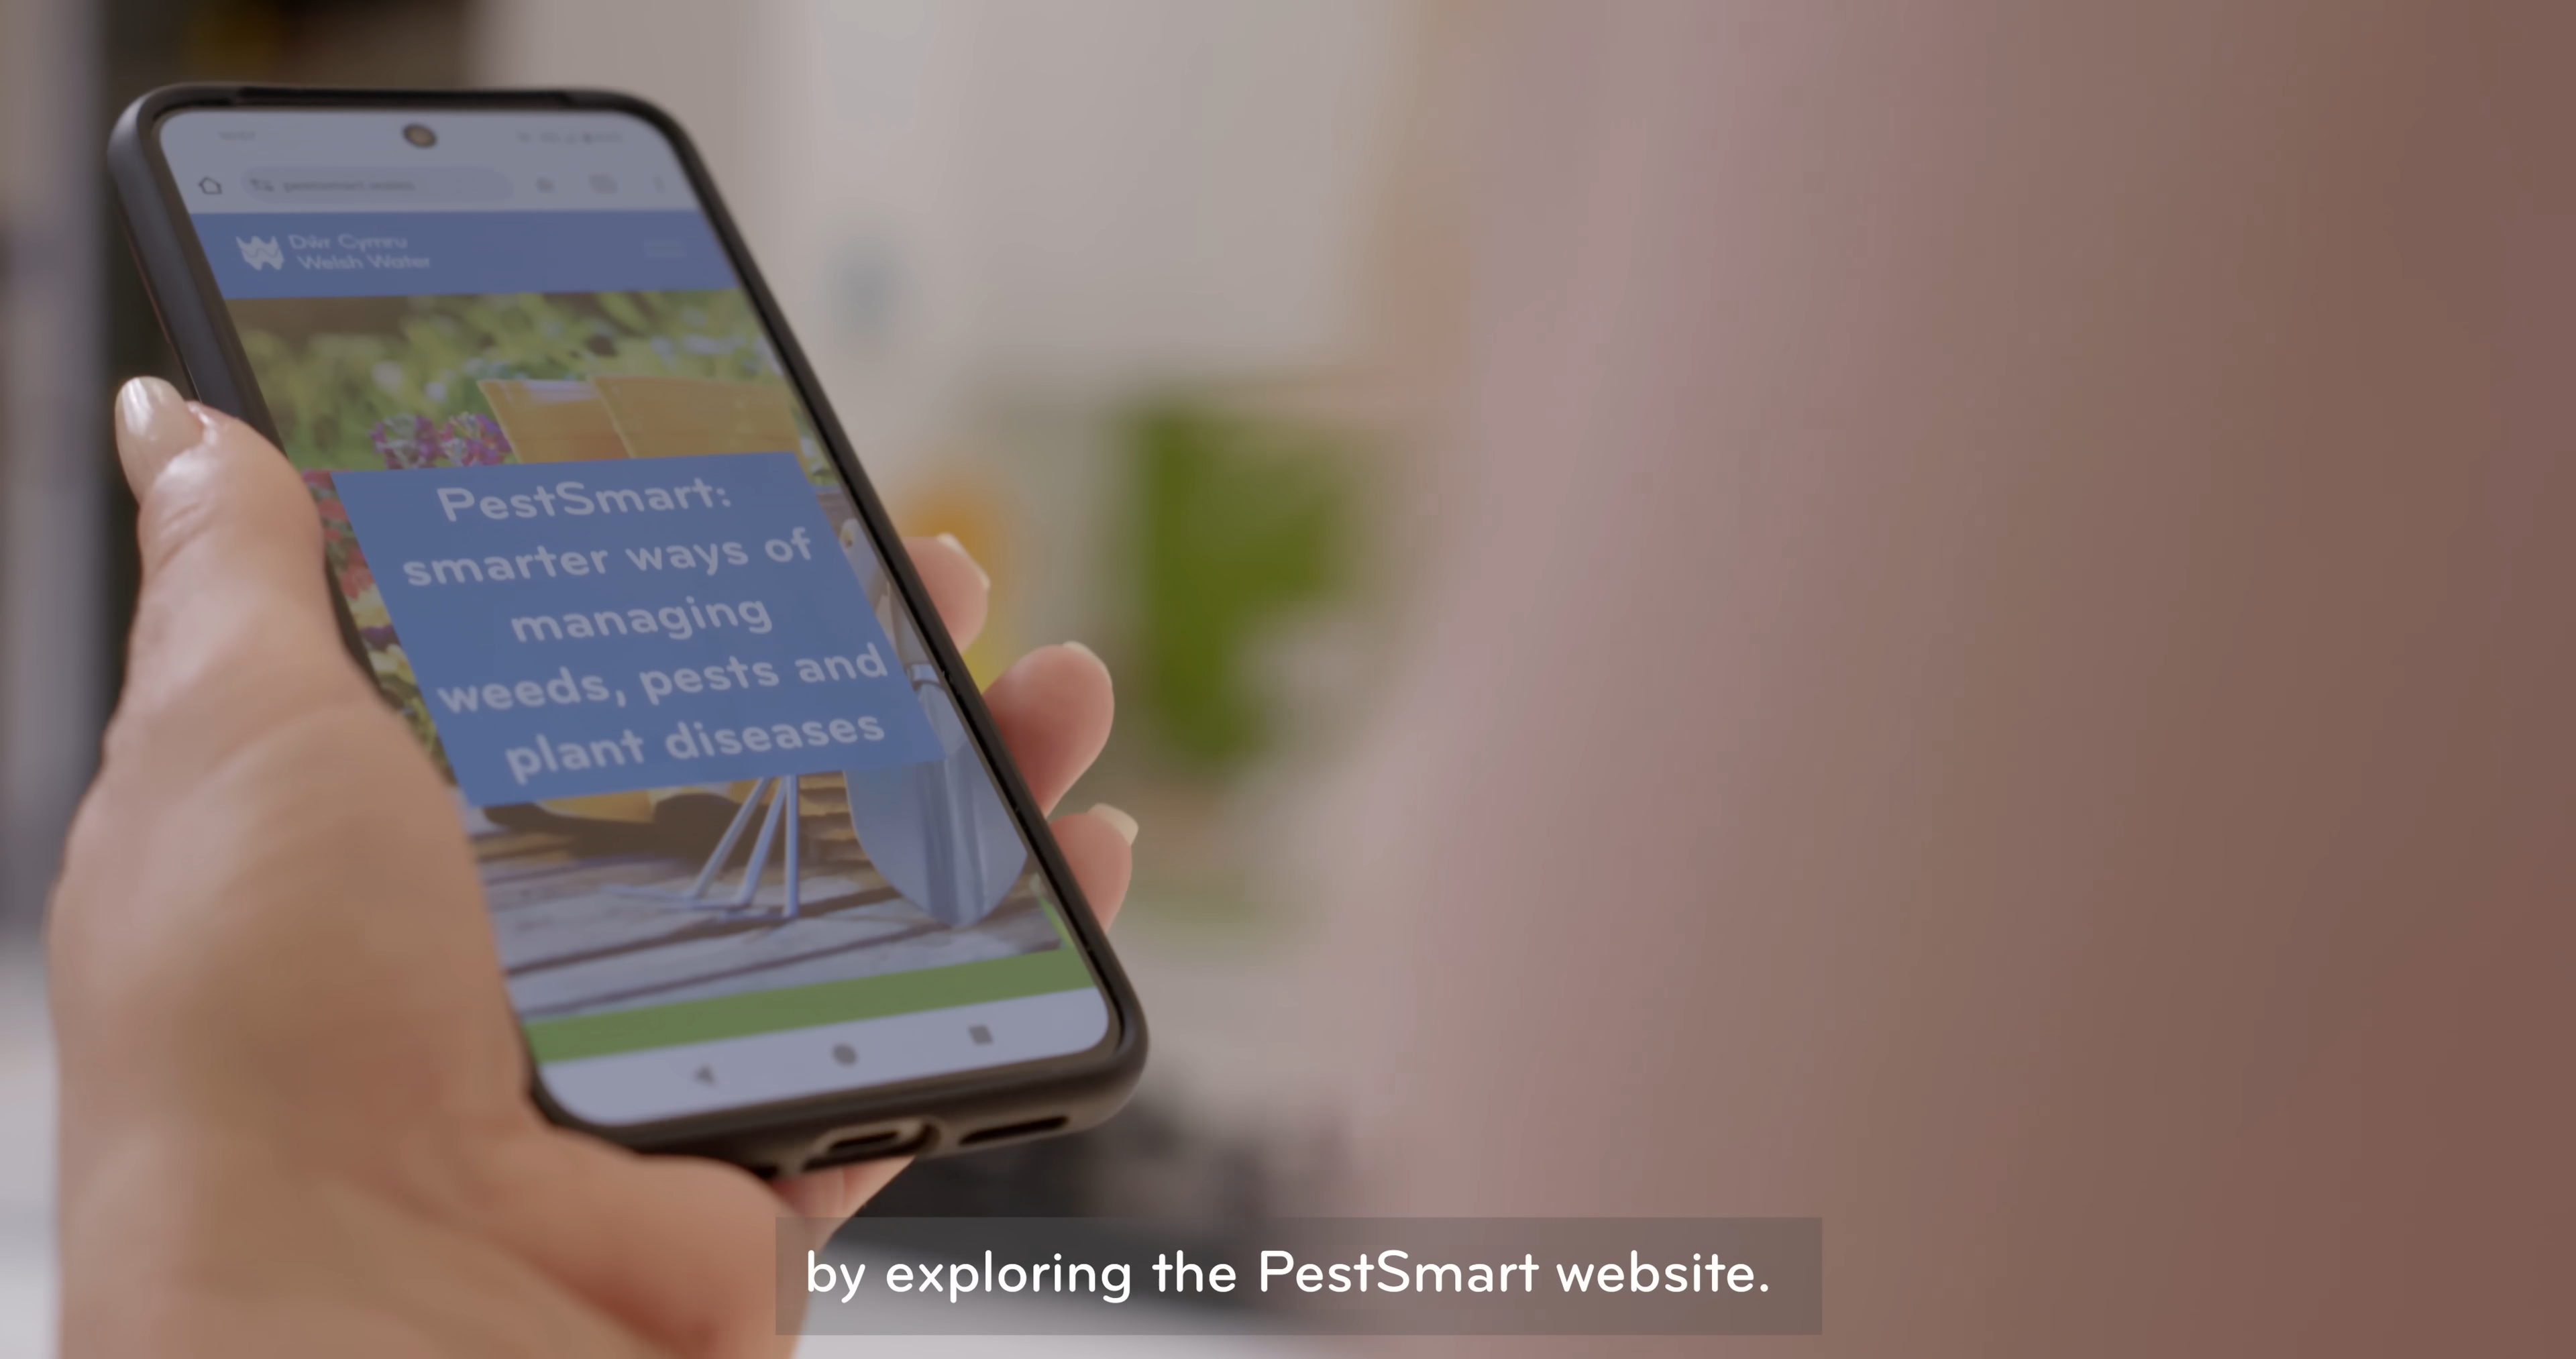 Dŵr Cymru
Welsh Water
PestSmart:
smarter ways of
managing
weeds, pests and
plant diseases
by exploring the PestSmart website.